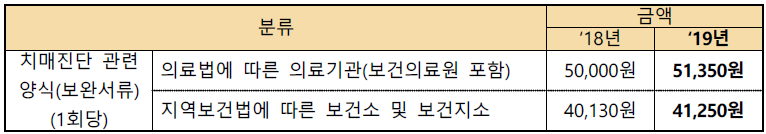 분류 금액
‘18년 ‘19년
치매진단 관련
양식(보완서류)
(1회당)
의료법에 따른 의료기관(보건의료원 포함) 50,000원 51,350원
지역보건법에 따른 보건소 및 보건지소 40,130원 41,250원